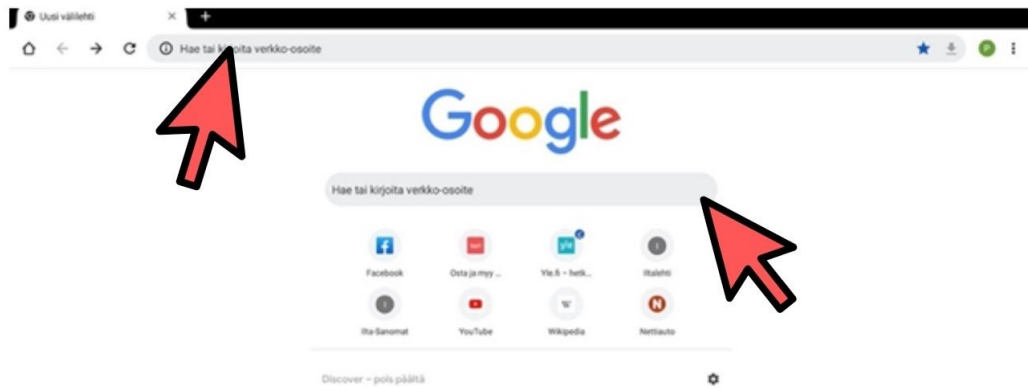 Uusi välilehti
Hae tai kirjoita verkko-osoite
Google
Hae tai kirjoita verkko-osoite
Facebook
Osta ja myy ...
Yle.fi – hetk...
Iltalehti
Ilta-Sanomat
YouTube
Wikipedia
Nettiauto
Discover – pois päältä